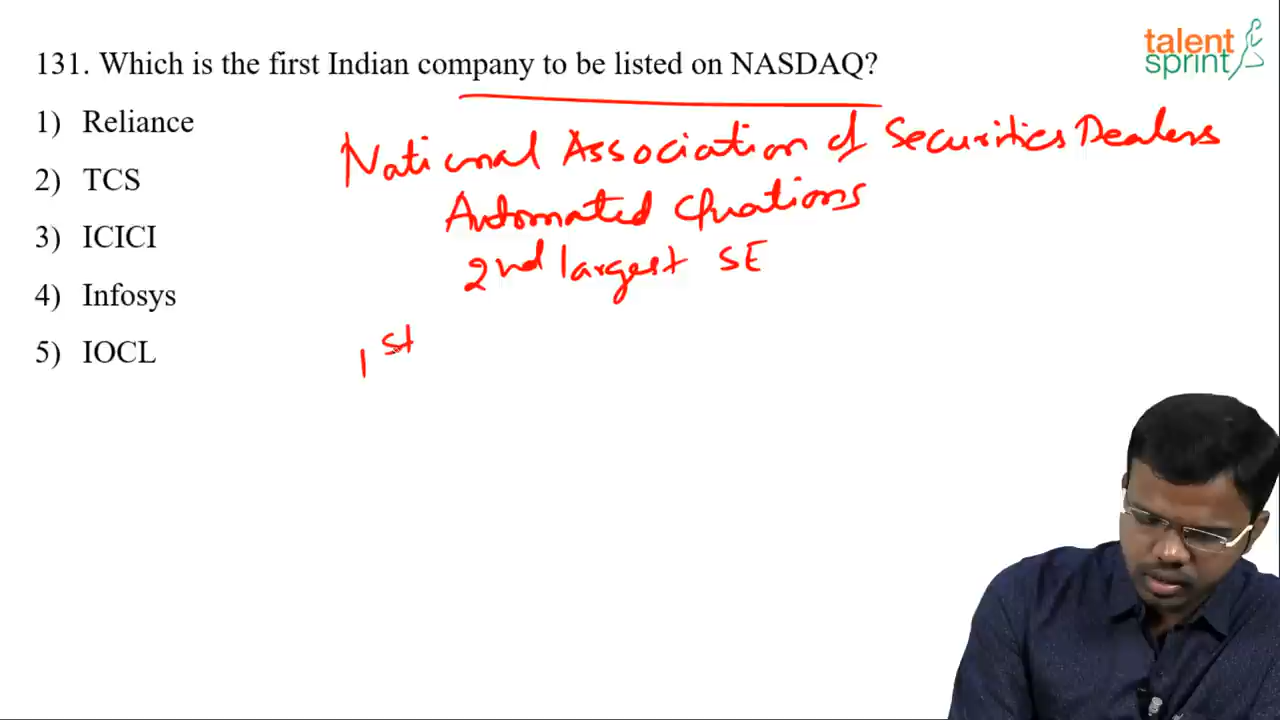 talent
sprint
131. Which is the first Indian company to be listed on NASDAQ?
1) Reliance
National Association of Securities Dealers
2) TCS
Automated Quations
3) ICICI
2nd largest SE
4) Infosys
1st
5) IOCL